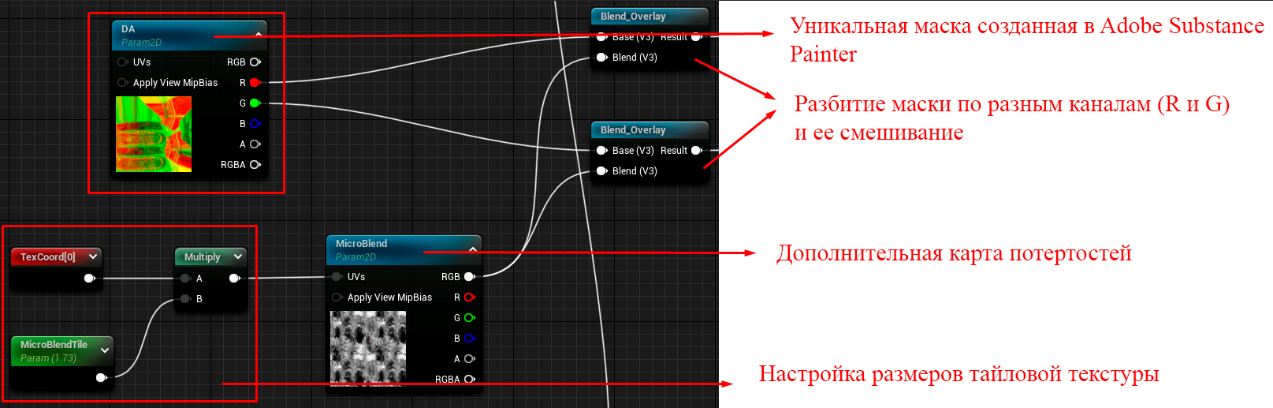 DA
Param2D
UVs
RGB
Apply View MipBias
R
G
B
A
RGBA
Blend_Overlay
Base (V3)
Result
Blend (V3)
Blend_Overlay
Base (V3)
Result
Blend (V3)
TexCoord[0]
Multiply
A
B
MicroBlendTile
Param (1.73)
MicroBlend
Param2D
UVs
RGB
Apply View MipBias
R
G
B
A
RGBA
Уникальная маска созданная в Adobe Substance
Painter
Разбитие маски по разным каналам (R и G)
и ее смешивание
Дополнительная карта потертостей
Настройка размеров тайловой текстуры